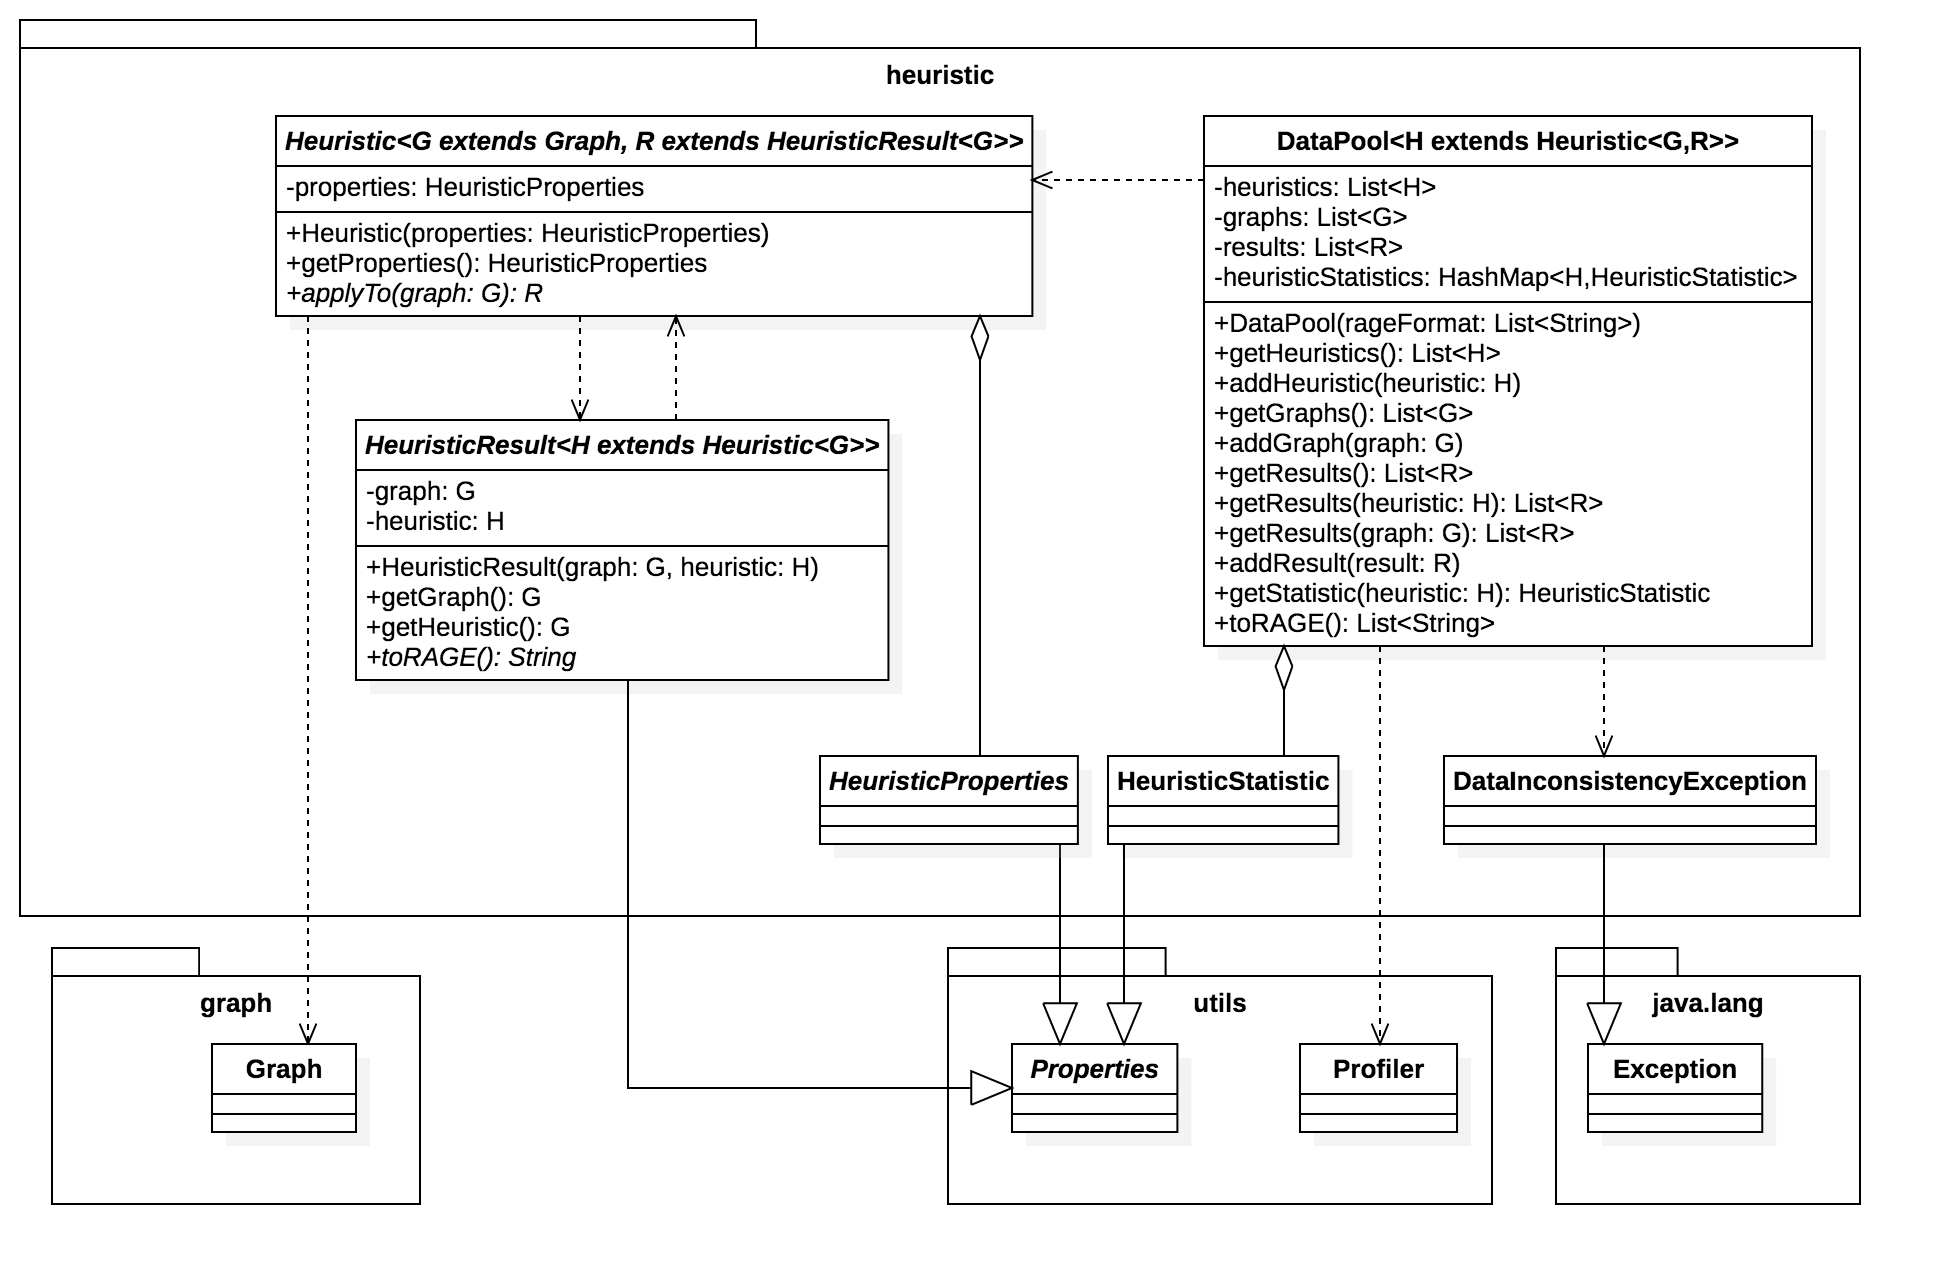 heuristic
Heuristic<G extends Graph, R extends HeuristicResult<G>>
-properties: HeuristicProperties
+Heuristic(properties: HeuristicProperties)
+getProperties(): HeuristicProperties
+applyTo(graph: G): R
DataPool<H extends Heuristic<G,R>>
-heuristics: List<H>
-graphs: List<G>
-results: List<R>
-heuristicStatistics: HashMap<H,HeuristicStatistic>
+DataPool(rageFormat: List<String>)
+getHeuristics(): List<H>
+addHeuristic(heuristic: H)
+getGraphs(): List<G>
+addGraph(graph: G)
+getResults(): List<R>
+getResults(heuristic: H): List<R>
+getResults(graph: G): List<R>
+addResult(result: R)
+getStatistic(heuristic: H): HeuristicStatistic
+toRAGE(): List<String>
HeuristicResult<H extends Heuristic<G>>
-graph: G
-heuristic: H
+HeuristicResult(graph: G, heuristic: H)
+getGraph(): G
+getHeuristic(): G
+toRAGE(): String
HeuristicProperties
HeuristicStatistic
DataInconsistencyException
graph
Graph
utils
Properties
Profiler
java.lang
Exception